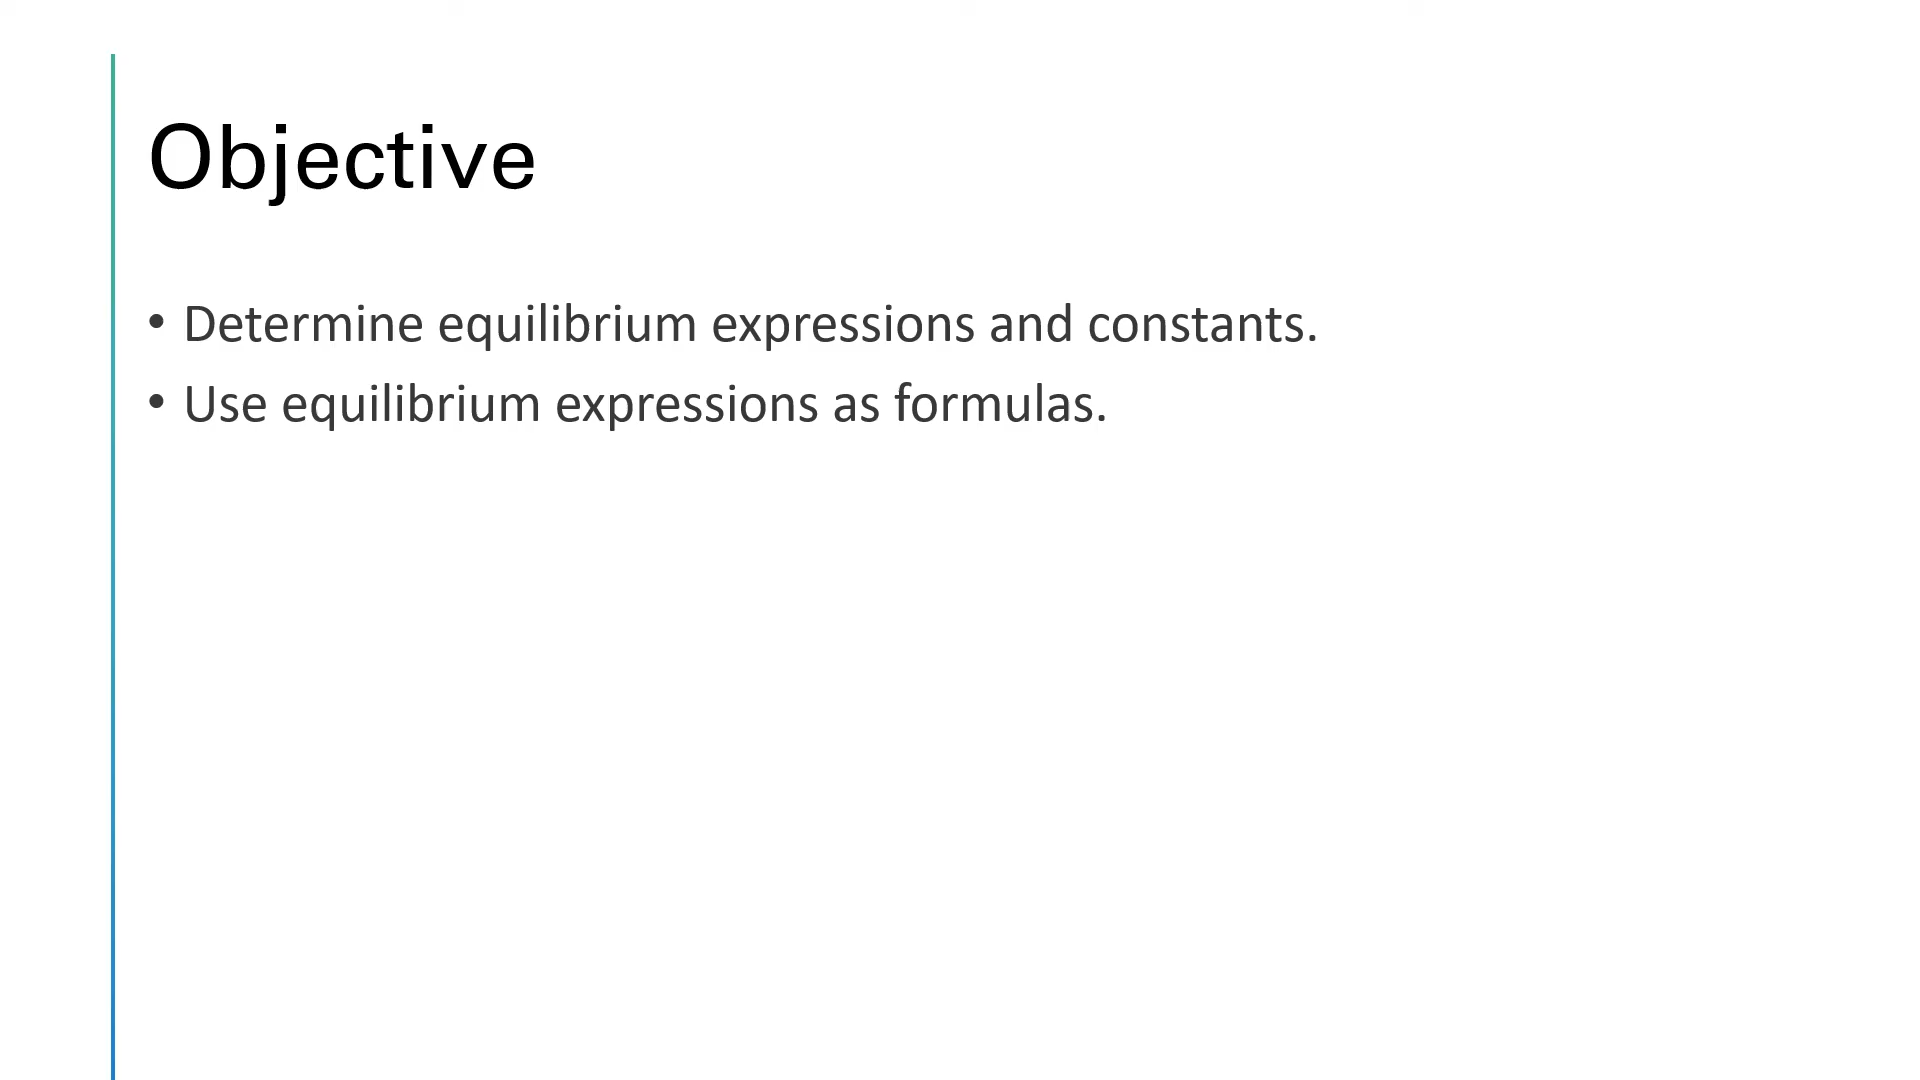 Objective
• Determine equilibrium expressions and constants.
• Use equilibrium expressions as formulas.